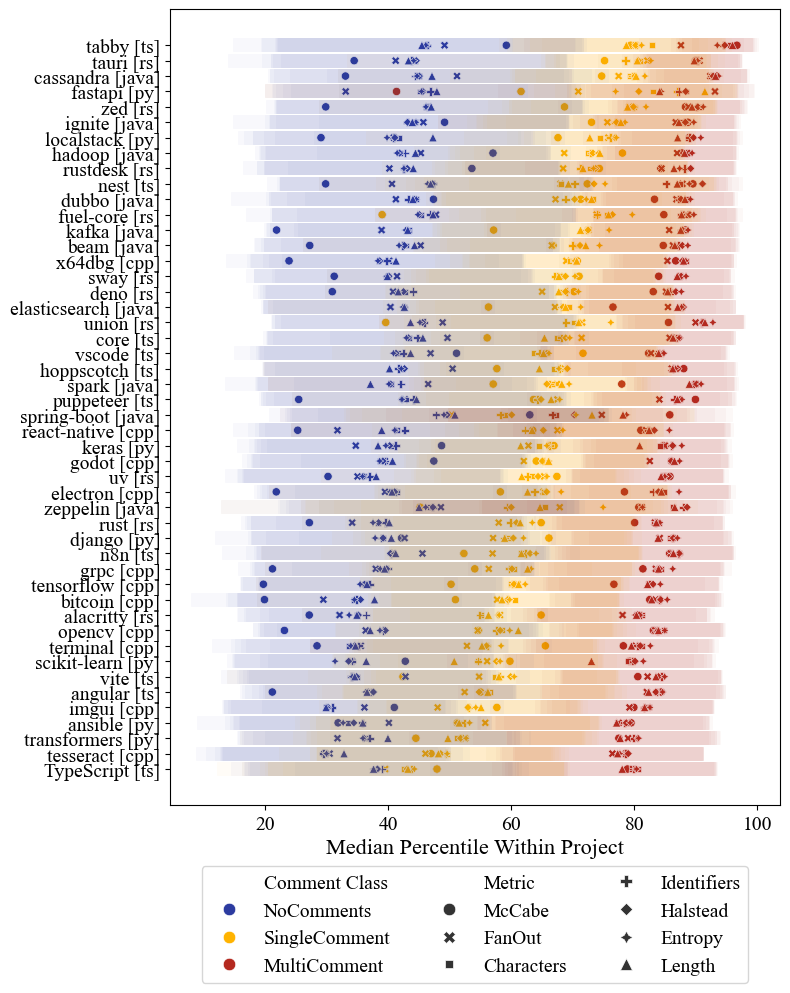 tabby [ts]
tauri [rs]
cassandra [java
fastapi [py]
zed [rs]
ignite [java
localstack [py
hadoop [java
rustdesk [rs]
nest [ts]
dubbo [java
fuel-core [rs]
kafka [java
beam [java
x64dbg [cpp]
sway [rs]
deno [rs]
elasticsearch [java
union [rs]
core [ts]
vscode [ts]
hoppscotch [ts]
spark [java
puppeteer [ts]
spring-boot [java
react-native [cpp
keras [py]
godot [cpp]
uv [rs]
electron [cpp]
zeppelin [java
rust [rs]
django [py]
n8n [ts]
grpc [cpp]
tensorflow [cpp]
bitcoin [cpp]
alacritty [rs]
opencv [cpp]
terminal [cpp]
scikit-learn [py]
vite [ts]
angular [ts]
imgui [cpp]
ansible [py]
transformers [py]
tesseract [cpp]
TypeScript [ts]
20 40 60 80 100
Median Percentile Within Project
Comment Class Metric Identifiers
NoComments McCabe Halstead
SingleComment FanOut Entropy
MultiComment Characters Length